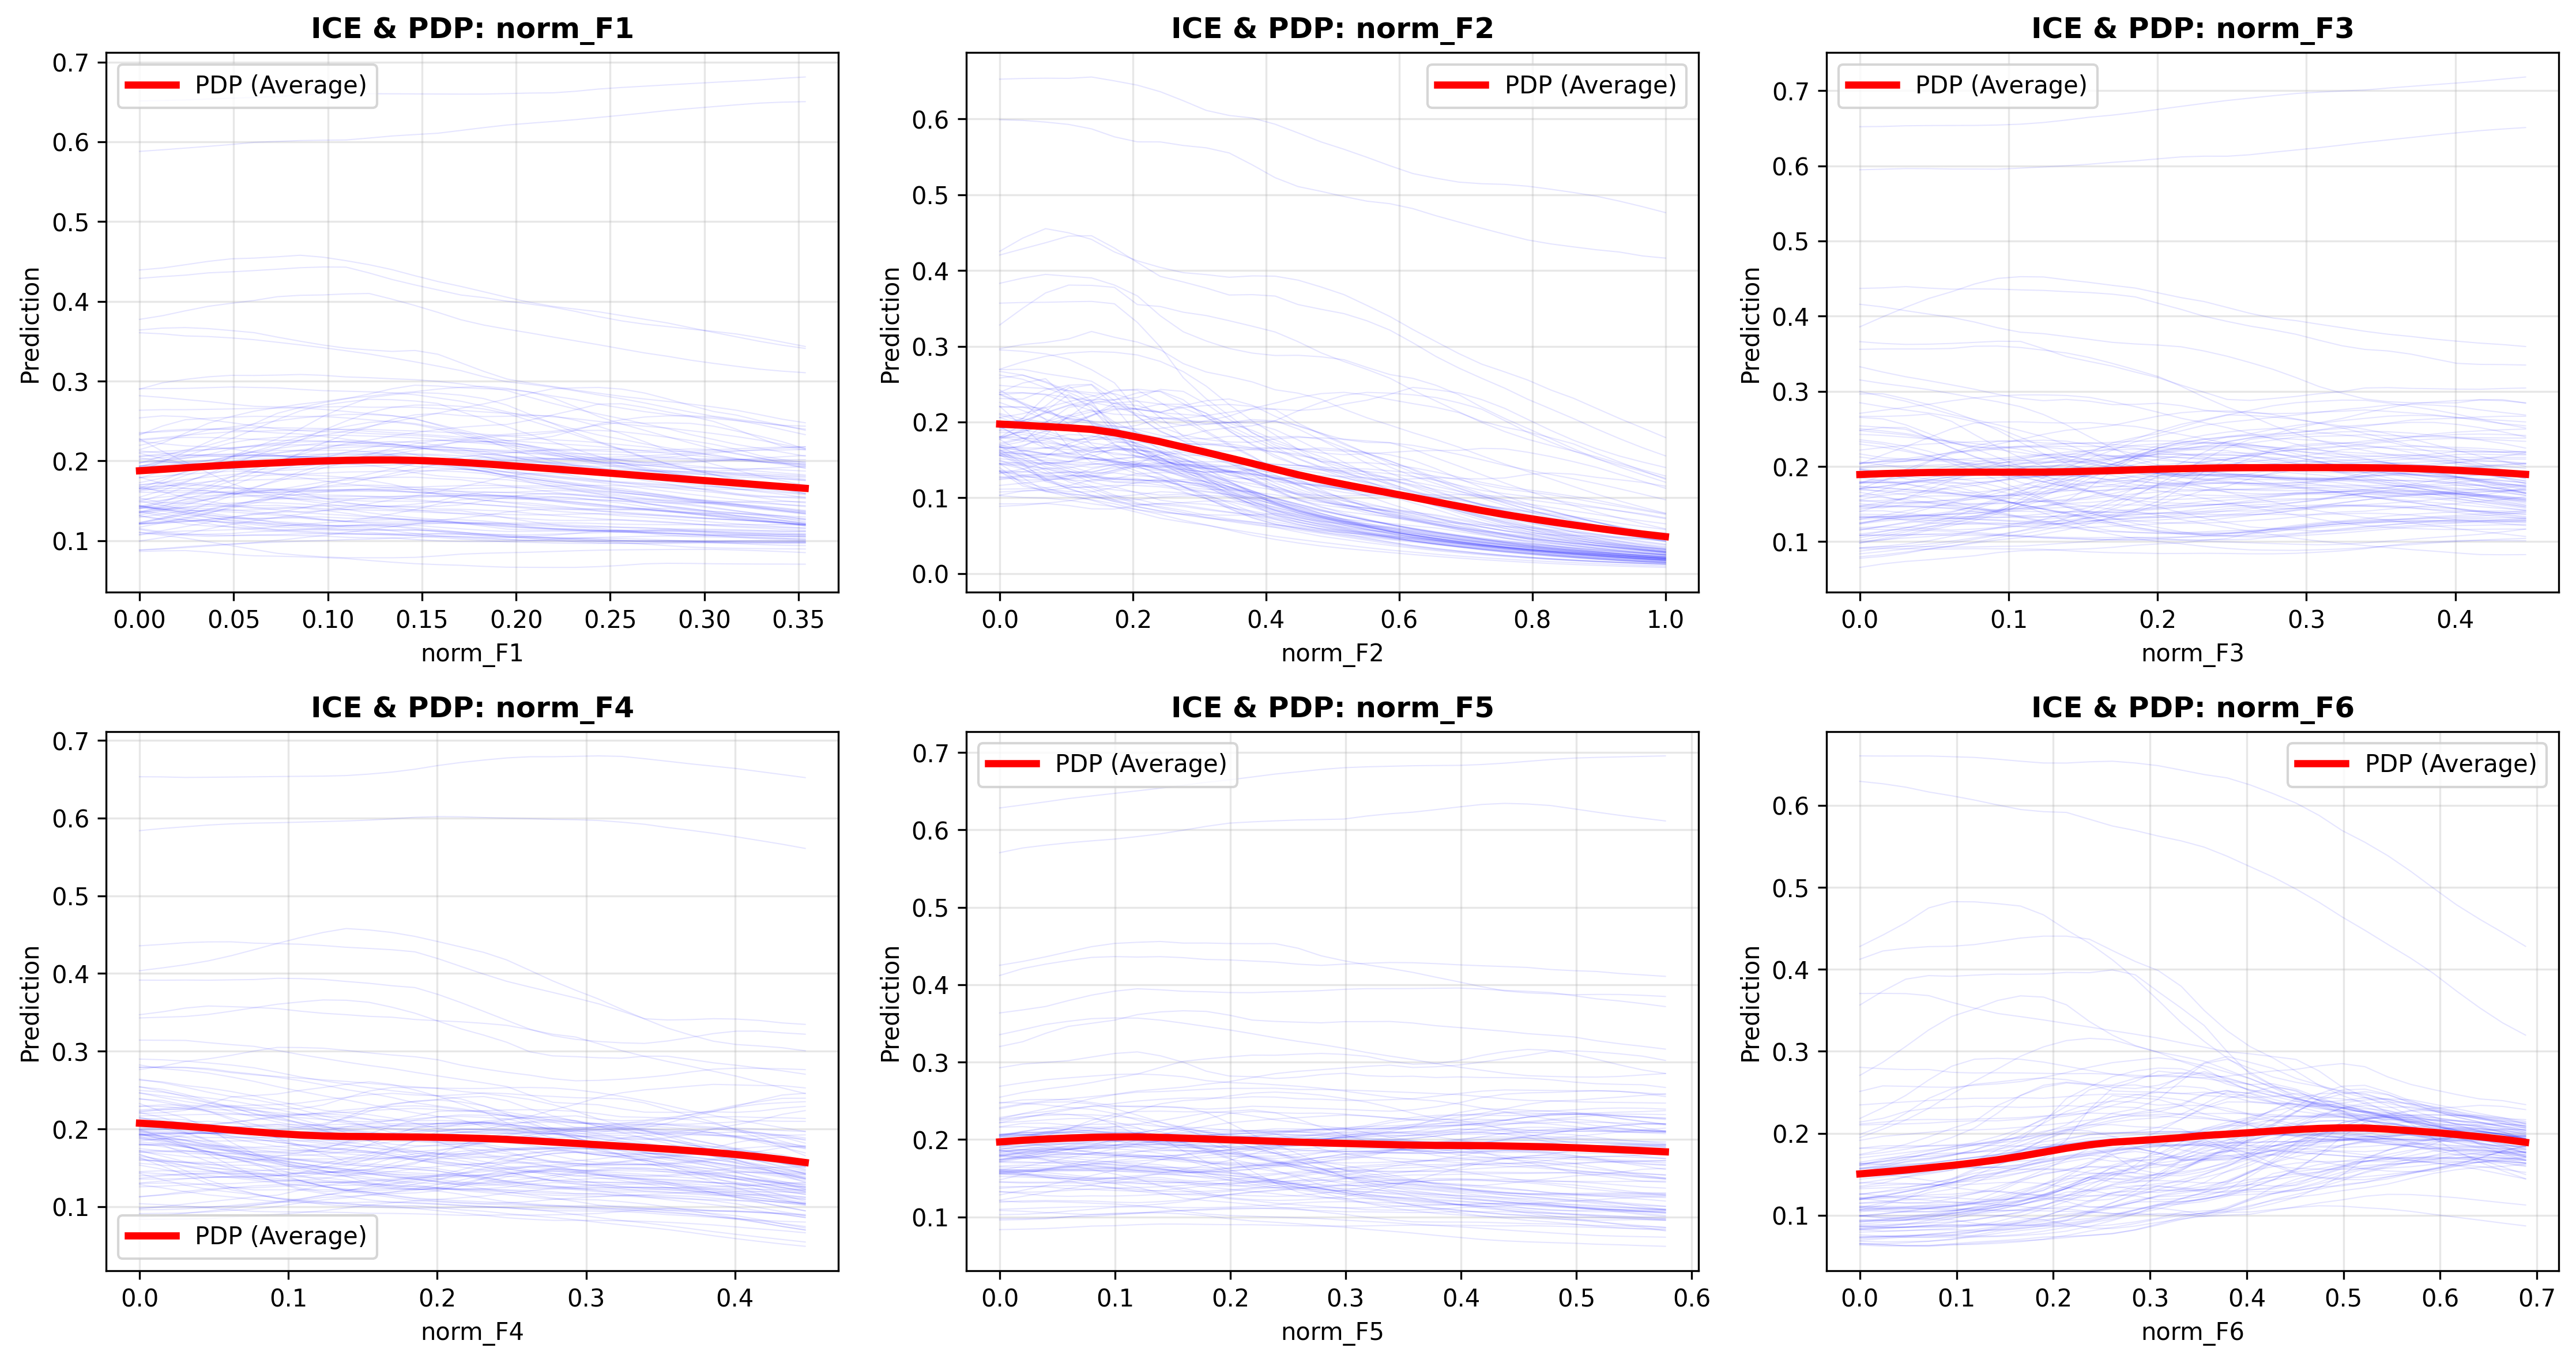 ICE & PDP: norm_F1
PDP (Average)
Prediction
0.7
0.6
0.5
0.4
0.3
0.2
0.1
0.00 0.05 0.10 0.15 0.20 0.25 0.30 0.35
norm_F1
ICE & PDP: norm_F2
PDP (Average)
Prediction
0.6
0.5
0.4
0.3
0.2
0.1
0.0
0.0 0.2 0.4 0.6 0.8 1.0
norm_F2
ICE & PDP: norm_F3
PDP (Average)
Prediction
0.7
0.6
0.5
0.4
0.3
0.2
0.1
0.0 0.1 0.2 0.3 0.4
norm_F3
ICE & PDP: norm_F4
Prediction
0.7
0.6
0.5
0.4
0.3
0.2
0.1
PDP (Average)
0.0 0.1 0.2 0.3 0.4
norm_F4
ICE & PDP: norm_F5
PDP (Average)
Prediction
0.7
0.6
0.5
0.4
0.3
0.2
0.1
0.0 0.1 0.2 0.3 0.4 0.5 0.6
norm_F5
ICE & PDP: norm_F6
PDP (Average)
Prediction
0.6
0.5
0.4
0.3
0.2
0.1
0.0 0.1 0.2 0.3 0.4 0.5 0.6 0.7
norm_F6